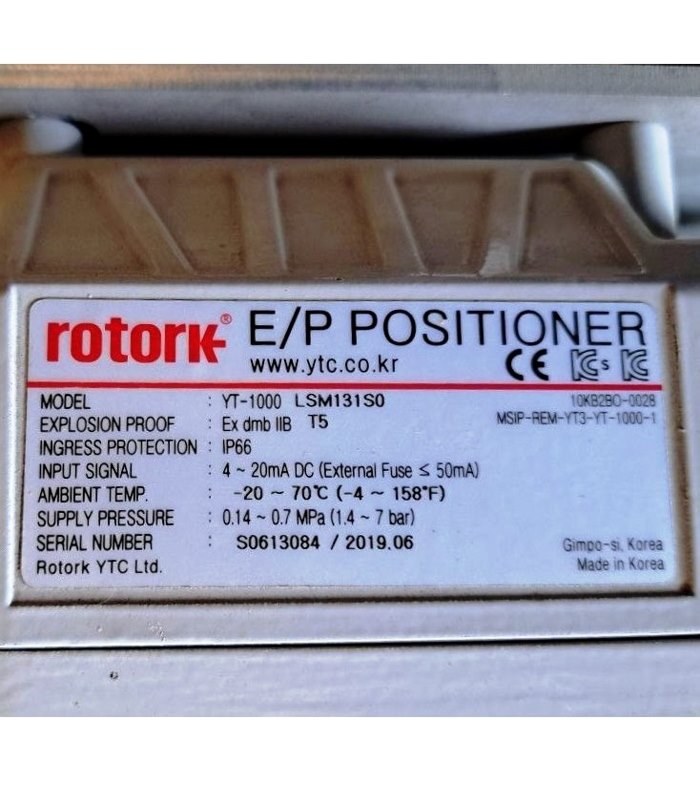 rotork® E/P POSITIONER
www.ytc.co.kr CE KCs KC
MODEL : YT-1000 LSM131S0 10KB2BO-0028
EXPLOSION PROOF : Ex dmb IIB T5 MSIP-REM-YT3-YT-1000-1
INGRESS PROTECTION : IP66
INPUT SIGNAL : 4 ~ 20mA DC (External Fuse ≤ 50mA)
AMBIENT TEMP. : -20 ~ 70℃ (-4 ~ 158℉)
SUPPLY PRESSURE : 0.14 ~ 0.7 MPa (1.4 ~ 7 bar)
SERIAL NUMBER : S0613084 / 2019.06 Gimpo-si, Korea
Rotork YTC Ltd. Made in Korea